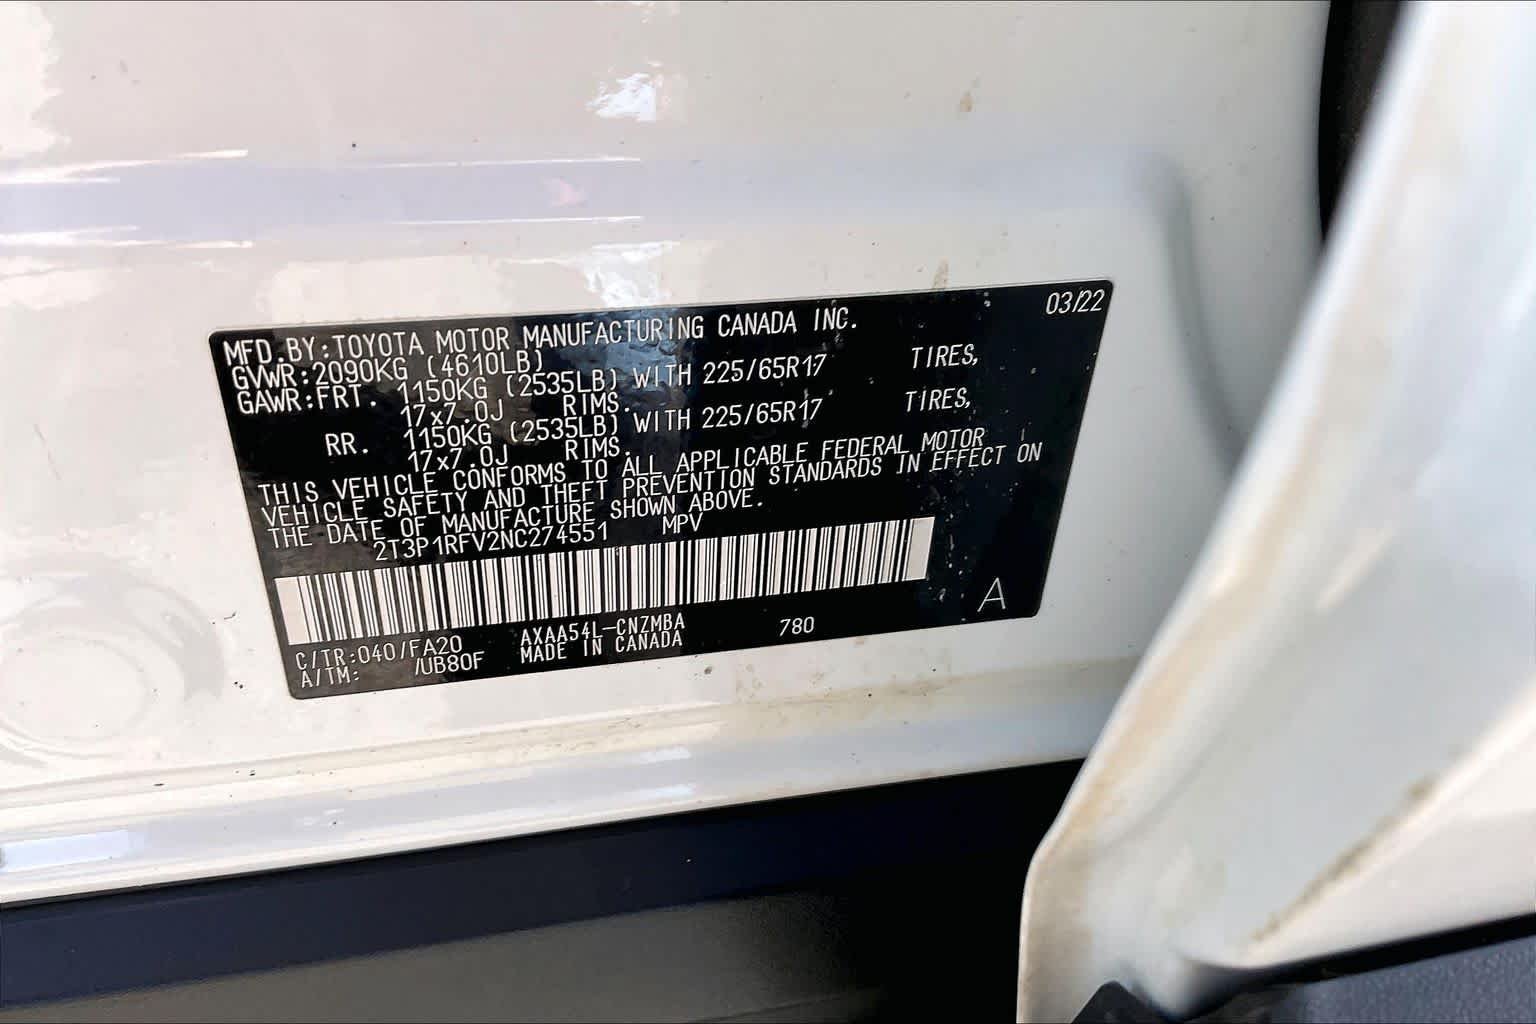 03/22
MFD.BY:TOYOTA MOTOR MANUFACTURING CANADA INC.
GVWR:2090KG (4610LB)
GAWR:FRT. 1150KG (2535LB) WITH 225/65R17 TIRES,
17x7.0J RIMS.
RR. 1150KG (2535LB) WITH 225/65R17 TIRES,
17x7.0J RIMS.
THIS VEHICLE CONFORMS TO ALL APPLICABLE FEDERAL MOTOR
VEHICLE SAFETY AND THEFT PREVENTION STANDARDS IN EFFECT ON
THE DATE OF MANUFACTURE SHOWN ABOVE.
2T3P1RFV2NC274551 MPV
C/TR:040/FA20 AXAA54L-CNZMBA 780 A
A/TM: /UB80F MADE IN CANADA